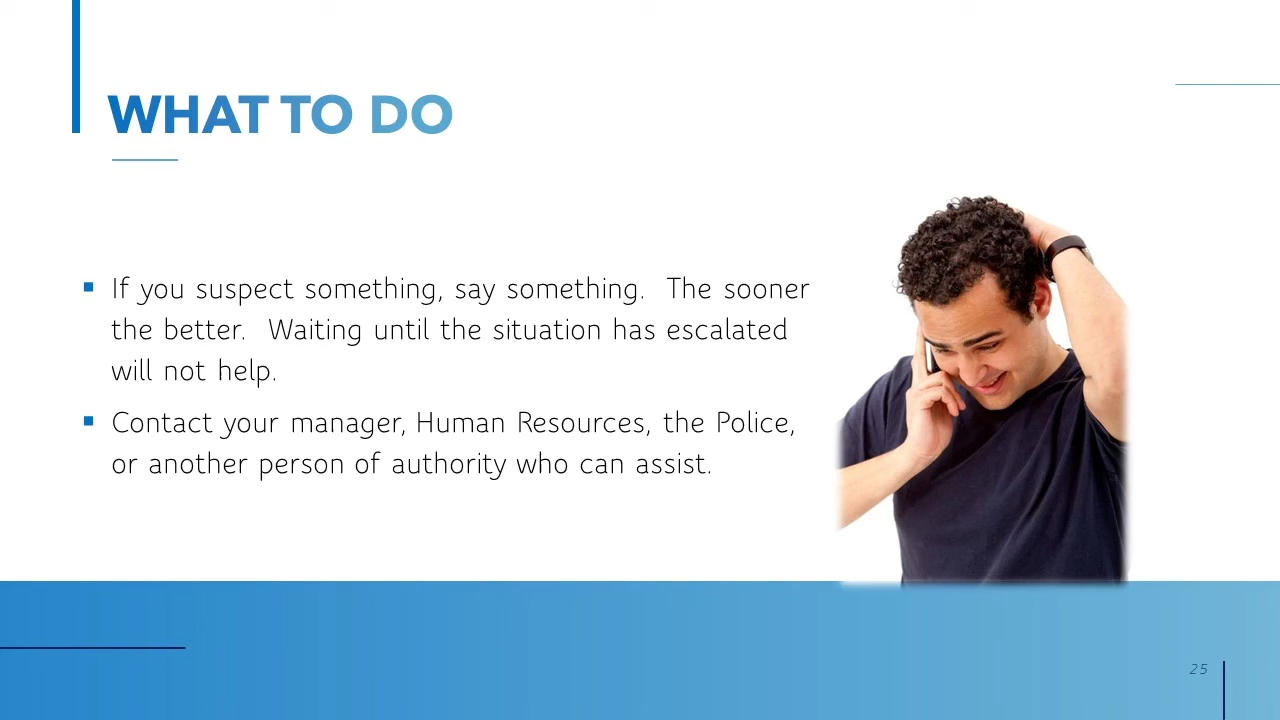 WHAT TO DO
If you suspect something, say something.  The sooner
the better.  Waiting until the situation has escalated
will not help.
Contact your manager, Human Resources, the Police,
or another person of authority who can assist.
25